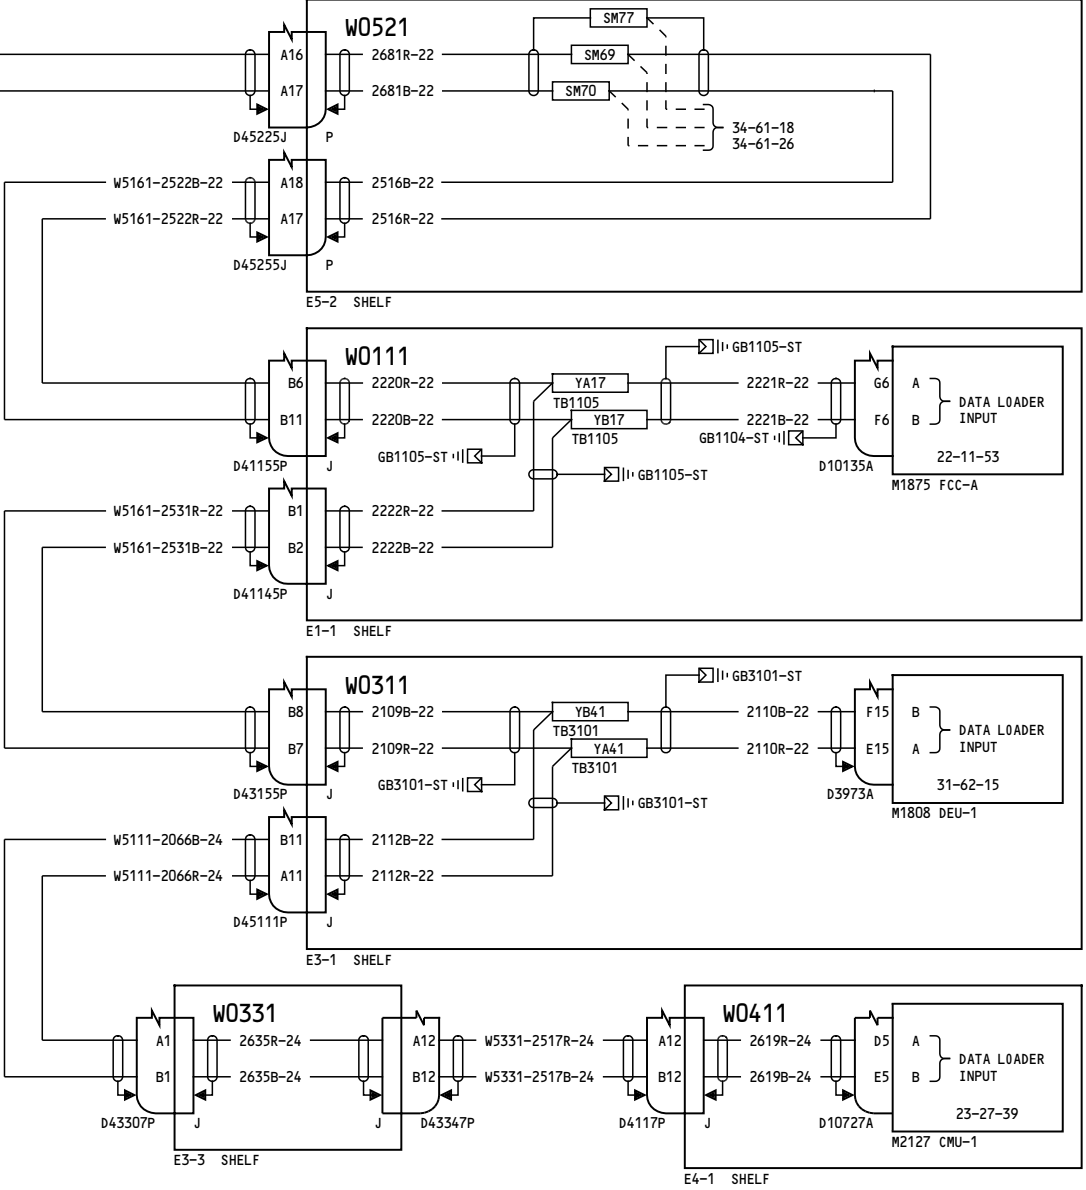 W0521
SM77
A16 2681R-22 SM69
A17 2681B-22 SM70
34-61-18
D45225J P
34-61-26
W5161-2522B-22 A18 2516B-22
W5161-2522R-22 A17 2516R-22
D45255J P
E5-2 SHELF
W0111
GB1105-ST
B6 2220R-22 YA17 2221R-22 G6 A
TB1105
DATA LOADER
B11 2220B-22 YB17 2221B-22 F6 B
INPUT
TB1105
GB1104-ST
GB1105-ST
22-11-53
D41155P J
D10135A
GB1105-ST
M1875 FCC-A
W5161-2531R-22 B1 2222R-22
W5161-2531B-22 B2 2222B-22
D41145P J
E1-1 SHELF
W0311
GB3101-ST
B8 2109B-22 YB41 2110B-22 F15 B
TB3101
DATA LOADER
B7 2109R-22 YA41 2110R-22 E15 A
INPUT
TB3101
GB3101-ST
31-62-15
D43155P J
D3973A
GB3101-ST
M1808 DEU-1
W5111-2066B-24 B11 2112B-22
W5111-2066R-24 A11 2112R-22
D45111P J
E3-1 SHELF
W0331
W0411
A1 2635R-24 A12 W5331-2517R-24 A12 2619R-24 D5 A
DATA LOADER
B1 2635B-24 B12 W5331-2517B-24 B12 2619B-24 E5 B
INPUT
23-27-39
D43307P J J D43347P D4117P J D10727A
M2127 CMU-1
E3-3 SHELF
E4-1 SHELF